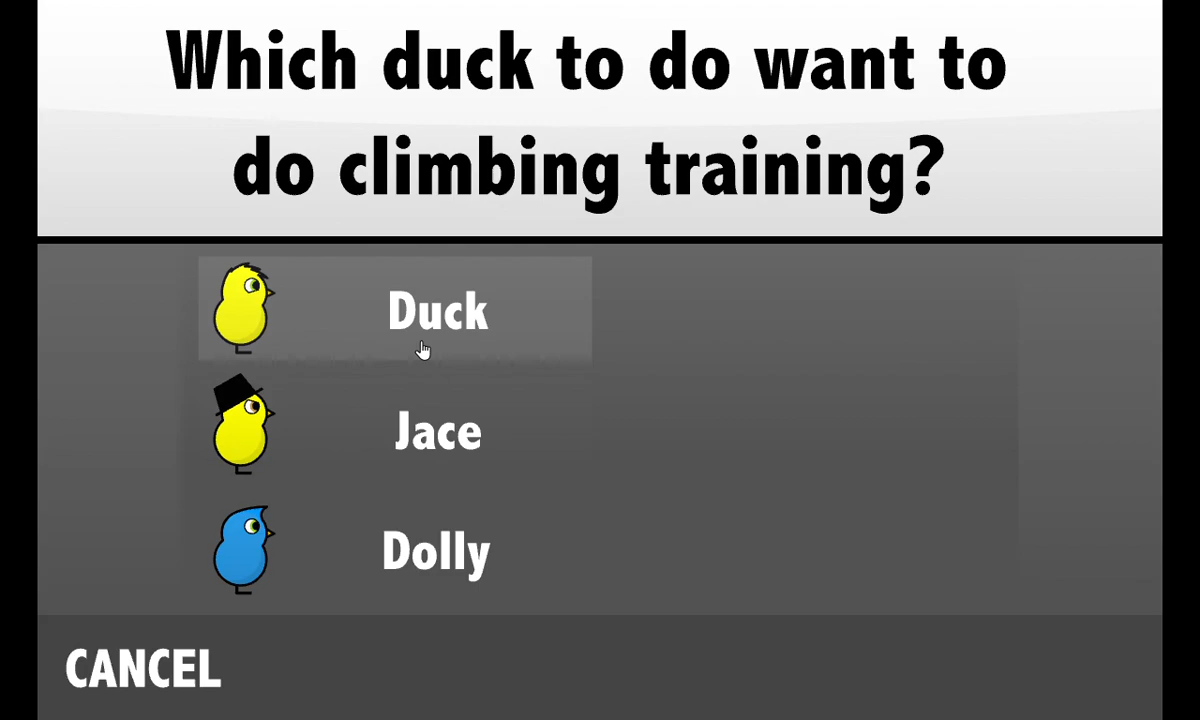 Which duck to do want to
do climbing training?
Duck
Jace
Dolly
CANCEL